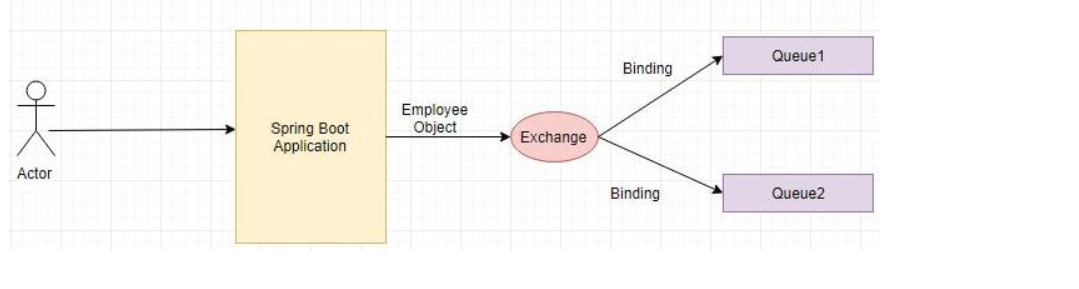 Actor
Spring Boot
Application
Employee
Object
Exchange
Binding
Binding
Queue1
Queue2